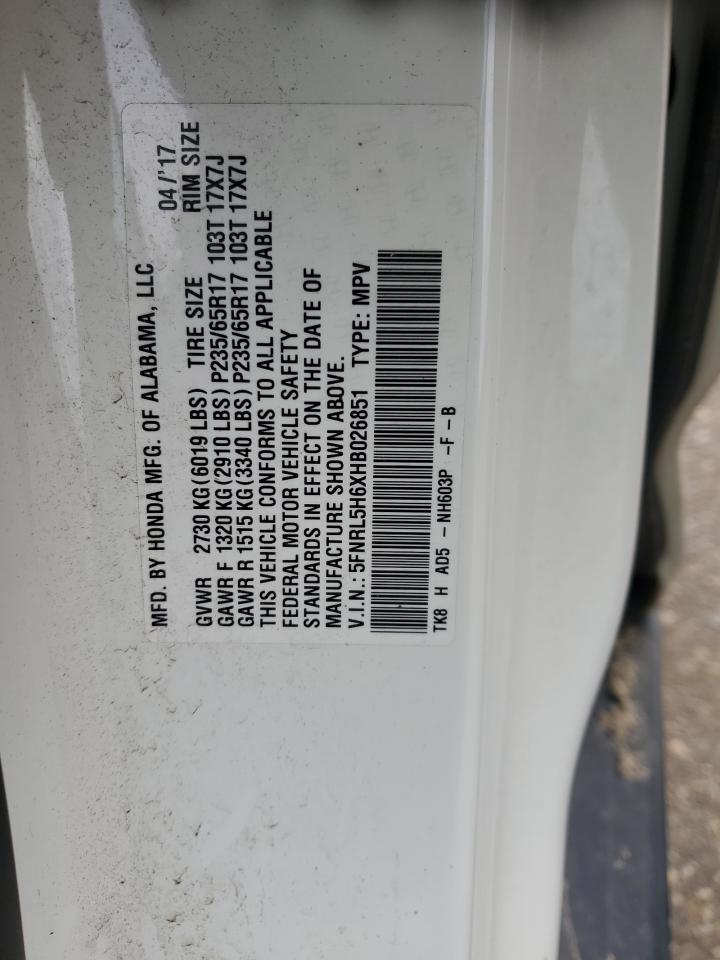 MFD. BY HONDA MFG. OF ALABAMA, LLC 04/'17
GVWR 2730 KG(6019 LBS) TIRE SIZE RIM SIZE
GAWR F 1320 KG(2910 LBS) P235/65R17 103T 17X7J
GAWR R 1515 KG(3340 LBS) P235/65R17 103T 17X7J
THIS VEHICLE CONFORMS TO ALL APPLICABLE
FEDERAL MOTOR VEHICLE SAFETY
STANDARDS IN EFFECT ON THE DATE OF
MANUFACTURE SHOWN ABOVE.
V.I.N.: 5FNRL5H6XHB026851 TYPE: MPV
TK8 H AD5 - NH603P -F-B